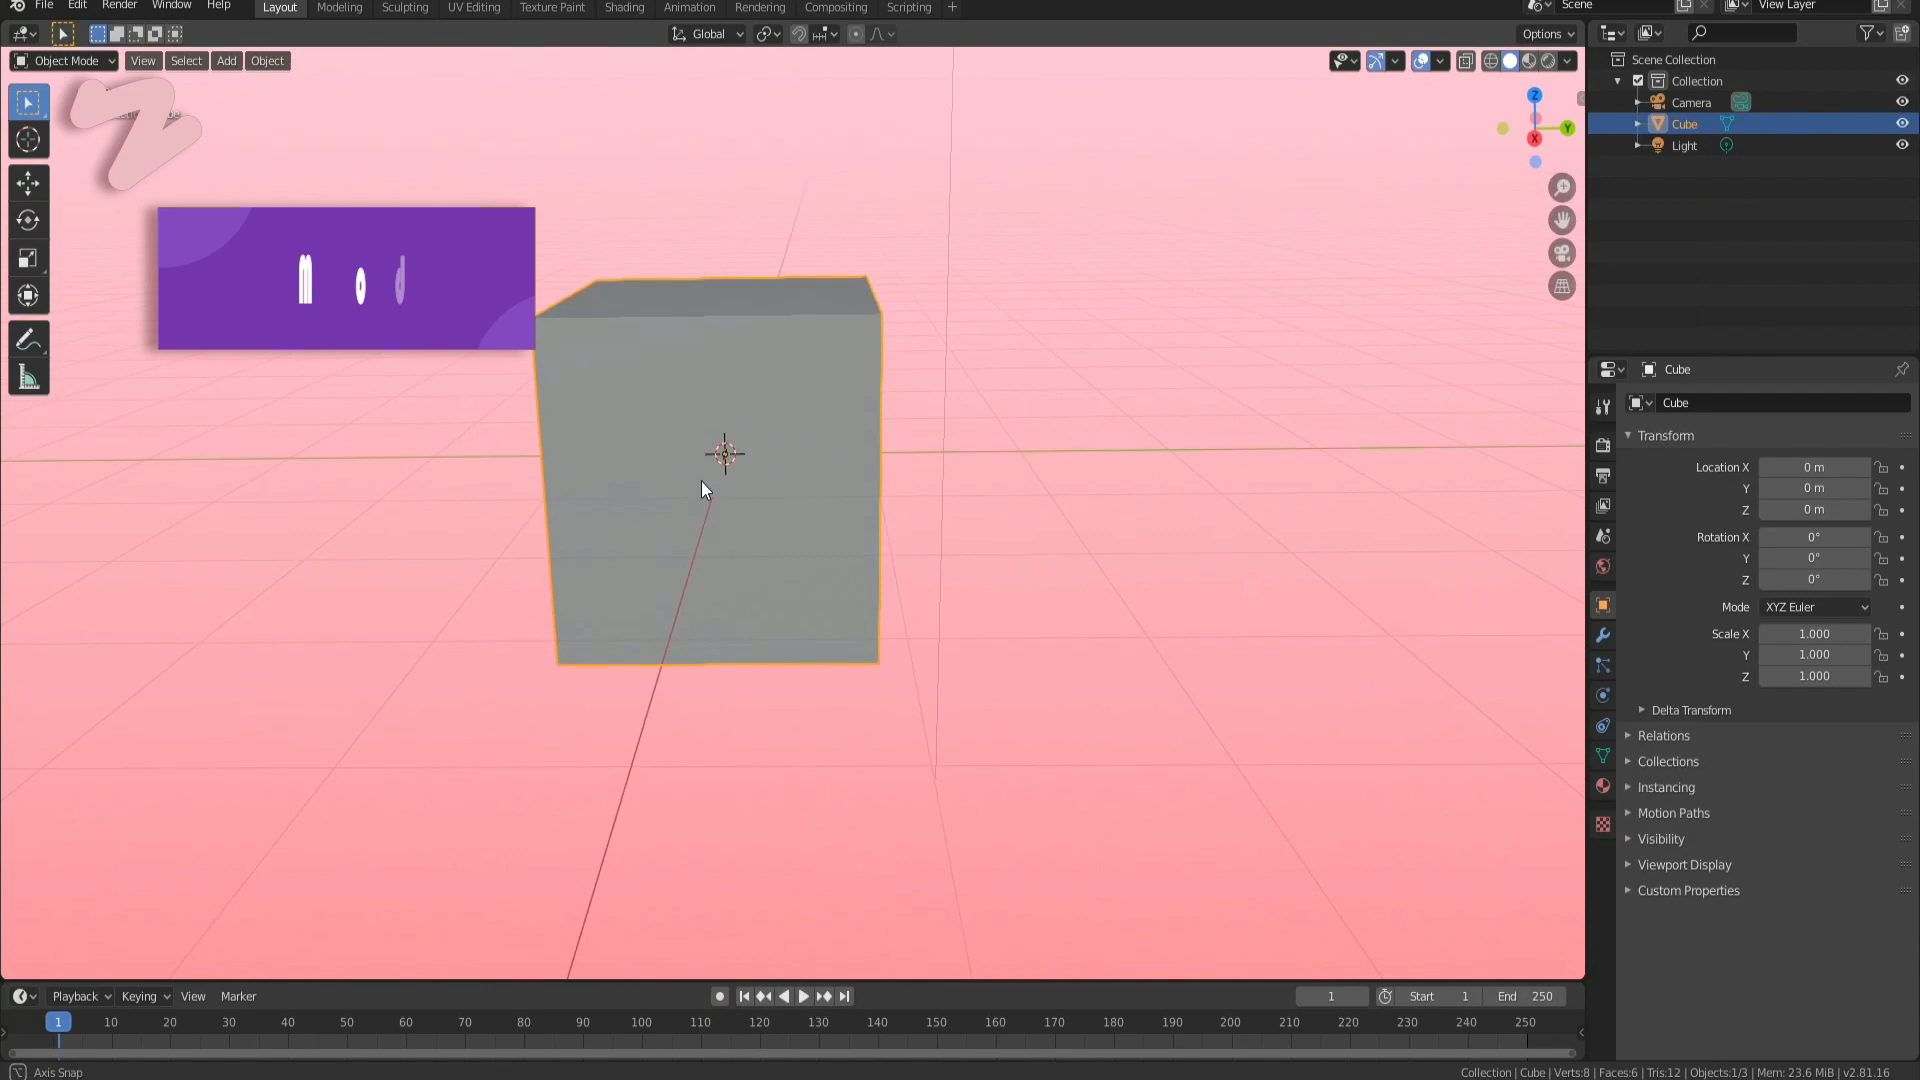 File Edit Render Window Help Layout Modeling Sculpting UV Editing Texture Paint Shading Animation Rendering Compositing Scripting + Scene View Layer
Global Options
Object Mode View Select Add Object
Scene Collection
Collection
Camera
Cube
Light
Z
Y
X
mod
Cube
Cube
Transform
Location X 0 m
Y 0 m
Z 0 m
Rotation X 0°
Y 0°
Z 0°
Mode XYZ Euler
Scale X 1.000
Y 1.000
Z 1.000
Delta Transform
Relations
Collections
Instancing
Motion Paths
Visibility
Viewport Display
Custom Properties
Playback Keying View Marker 1 Start 1 End 250
1 10 20 30 40 50 60 70 80 90 100 110 120 130 140 150 160 170 180 190 200 210 220 230 240 250
Axis Snap
Collection | Cube | Verts:8 | Faces:6 | Tris:12 | Objects:1/3 | Mem: 23.6 MiB | v2.81.16